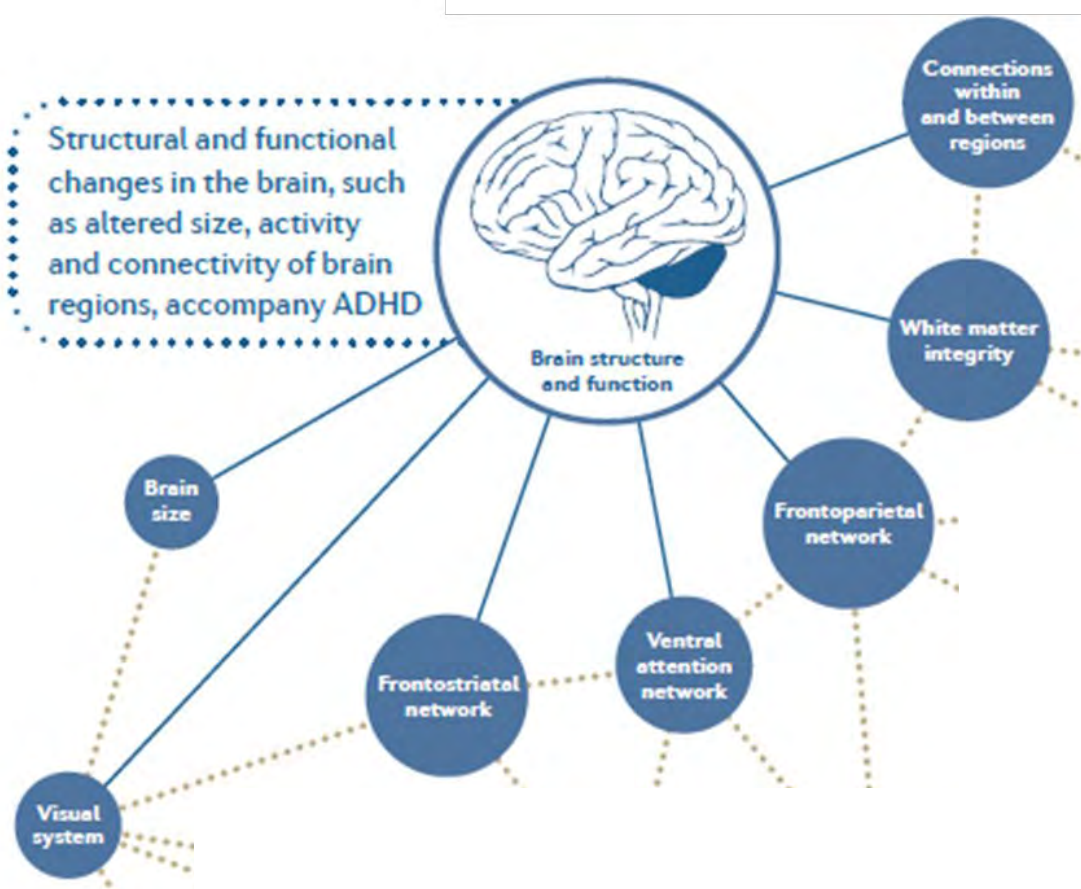 Structural and functional
changes in the brain, such
as altered size, activity
and connectivity of brain
regions, accompany ADHD
Brain structure
and function
Connections
within
and between
regions
White matter
integrity
Frontoparietal
network
Ventral
attention
network
Frontostriatal
network
Brain
size
Visual
system